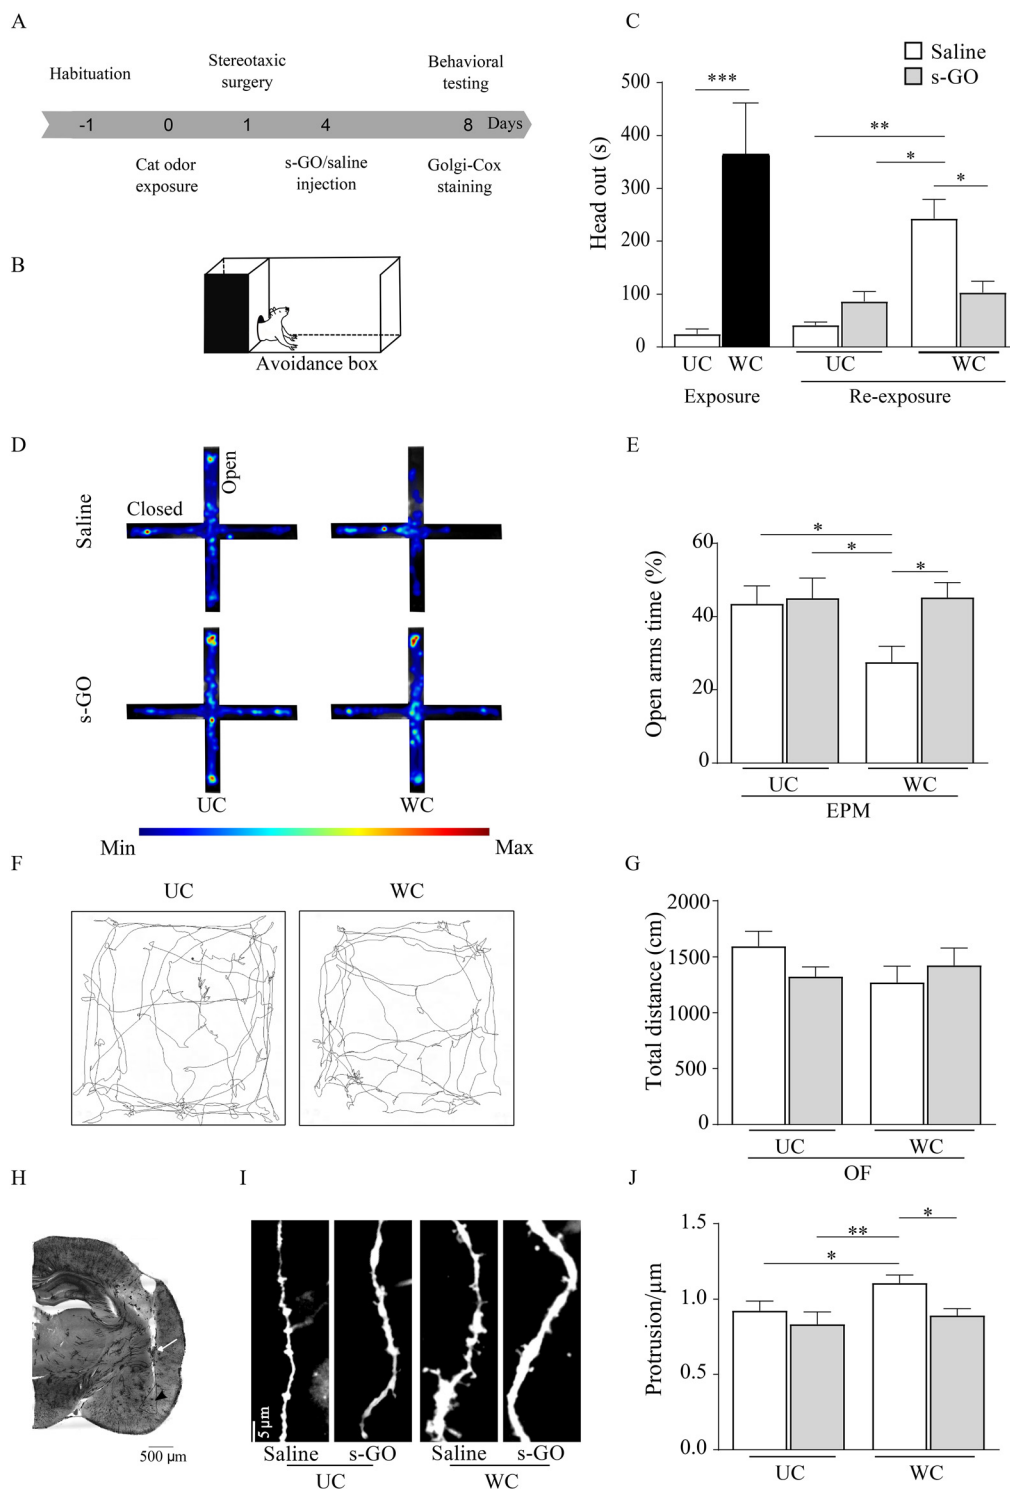 A
Habituation
Stereotaxic
surgery
Behavioral
testing
-1 0 1 4 8 Days
Cat odor
exposure
s-GO/saline
injection
Golgi-Cox
staining
B
Avoidance box
C
Saline
s-GO
Head out (s)
500
400
300
200
100
0
***
**
*
*
UC WC UC WC
Exposure Re-exposure
D
Saline
Closed
Open
s-GO
UC WC
Min Max
E
Open arms time (%)
60
40
20
0
*
*
*
UC WC
EPM
F
UC WC
G
Total distance (cm)
2000
1500
1000
500
0
UC WC
OF
H
500 µm
I
5 µm
Saline s-GO Saline s-GO
UC WC
J
Protrusion/µm
1.5
1.0
0.5
0.0
*
**
*
UC WC